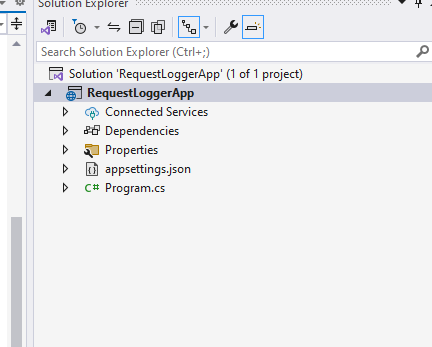 Solution Explorer
Search Solution Explorer (Ctrl+;)
Solution 'RequestLoggerApp' (1 of 1 project)
RequestLoggerApp
Connected Services
Dependencies
Properties
appsettings.json
C# Program.cs